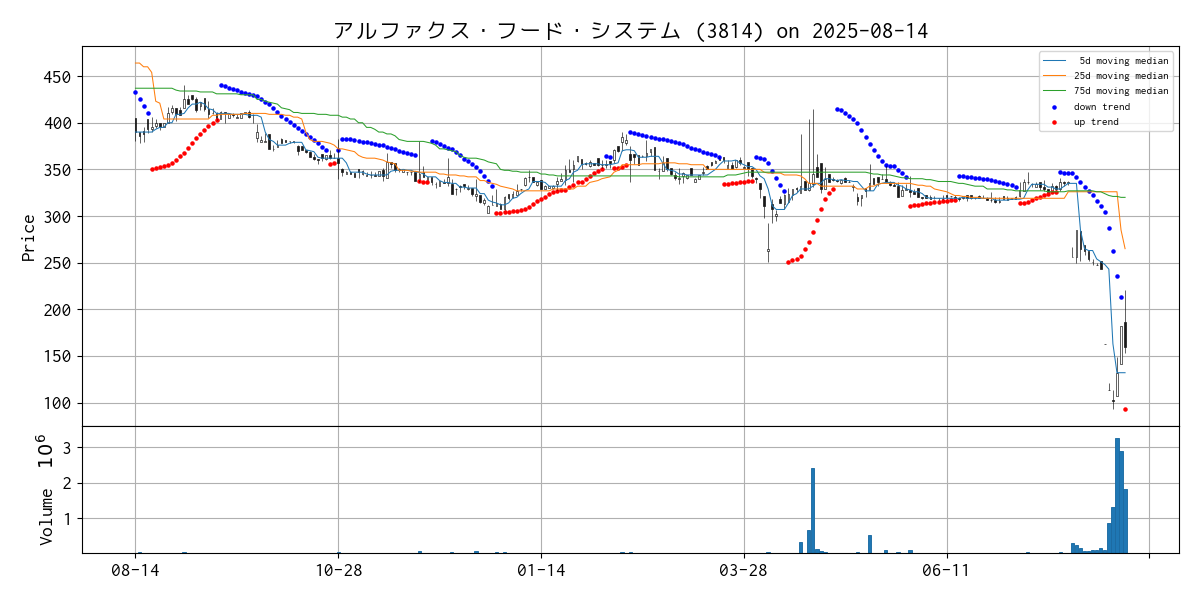 アルファクス・フード・システム (3814) on 2025-08-14
5d moving median
25d moving median
75d moving median
down trend
up trend
Price
450
400
350
300
250
200
150
100
Volume 10^6
3
2
1
08-14
10-28
01-14
03-28
06-11